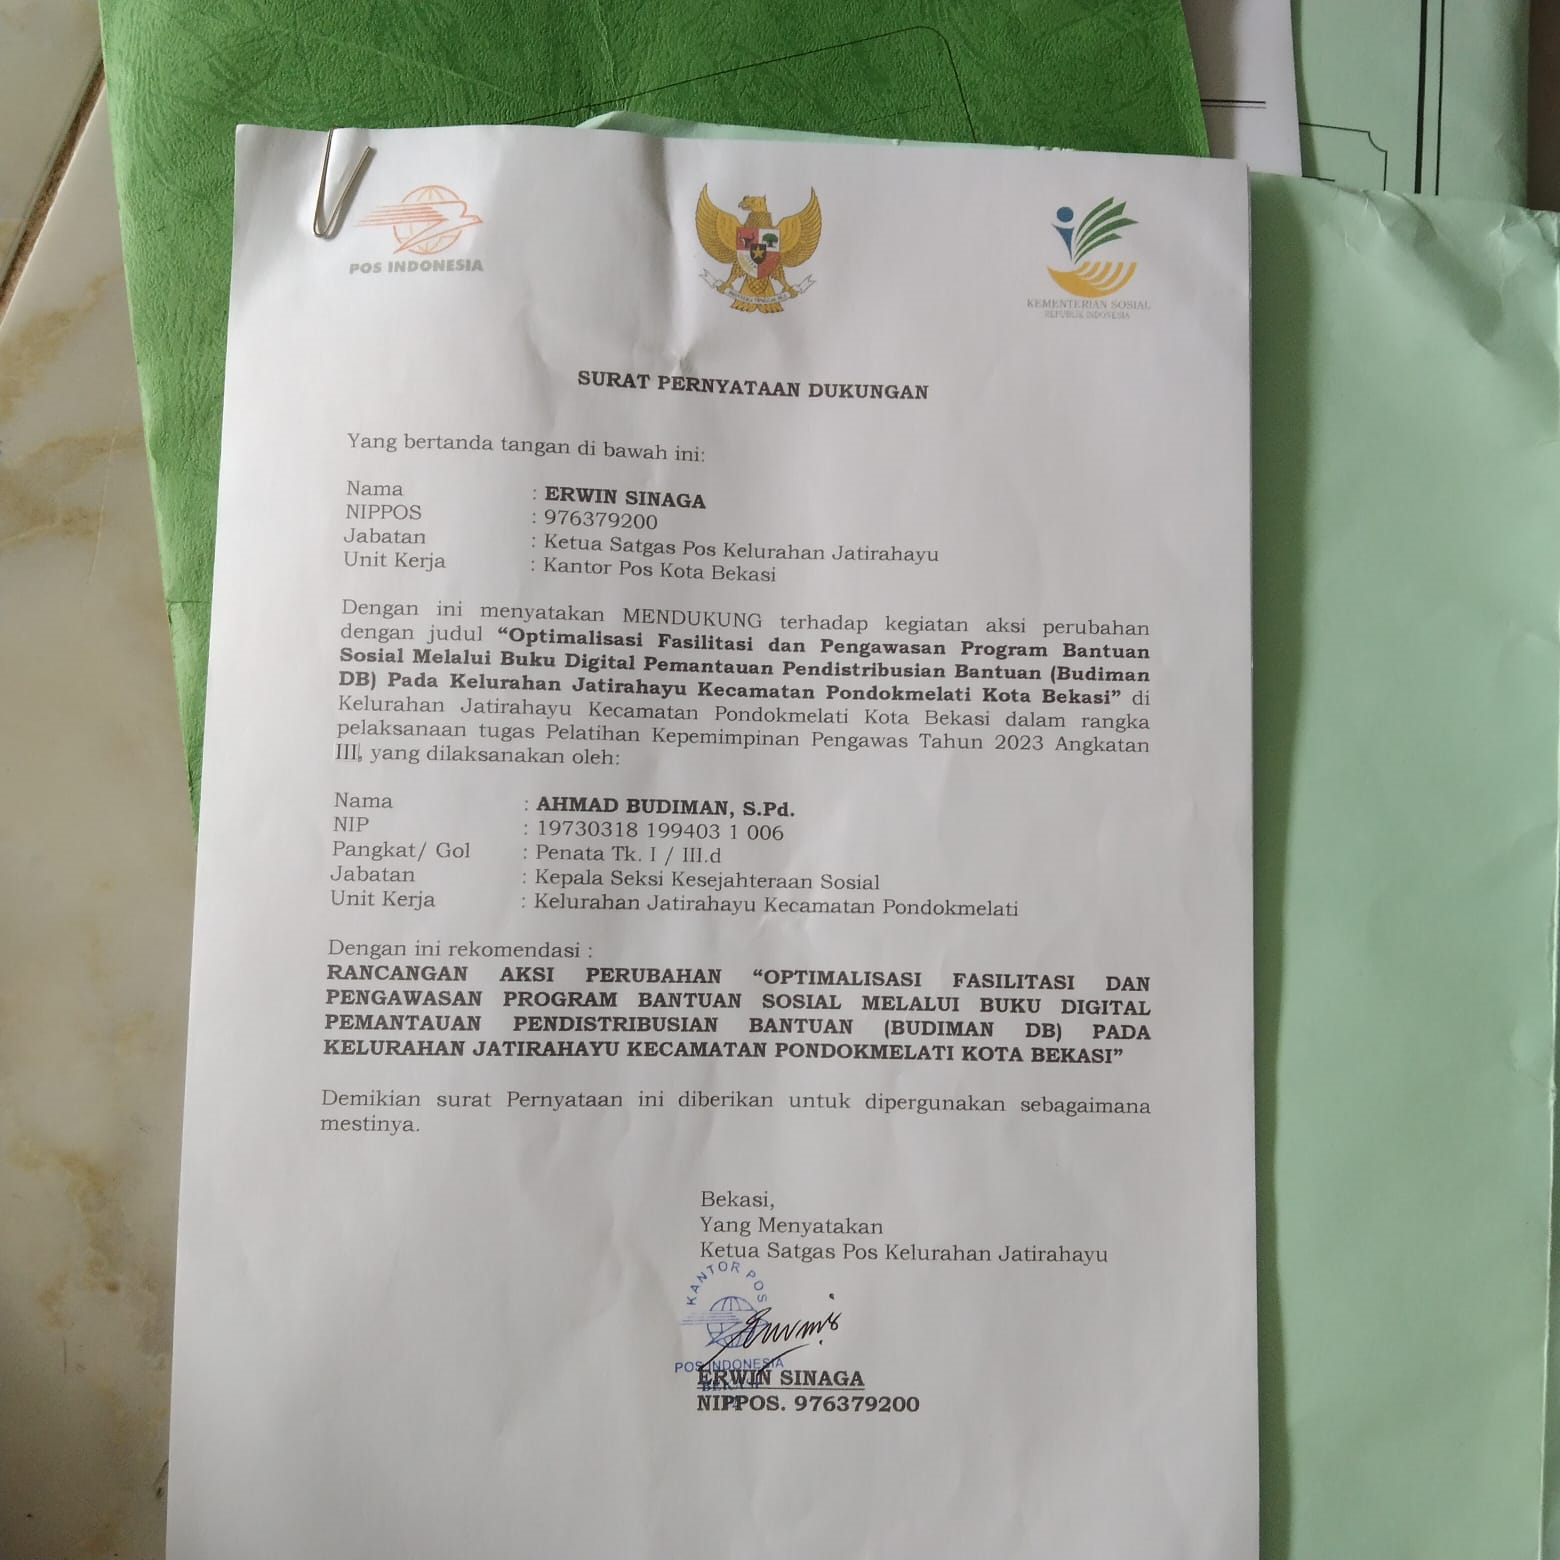 POS INDONESIA
KEMENTERIAN SOSIAL
REPUBLIK INDONESIA
SURAT PERNYATAAN DUKUNGAN
Yang bertanda tangan di bawah ini:
Nama : ERWIN SINAGA
NIPPOS : 976379200
Jabatan : Ketua Satgas Pos Kelurahan Jatirahayu
Unit Kerja : Kantor Pos Kota Bekasi
Dengan ini menyatakan MENDUKUNG terhadap kegiatan aksi perubahan
dengan judul “Optimalisasi Fasilitasi dan Pengawasan Program Bantuan
Sosial Melalui Buku Digital Pemantauan Pendistribusian Bantuan (Budiman
DB) Pada Kelurahan Jatirahayu Kecamatan Pondokmelati Kota Bekasi” di
Kelurahan Jatirahayu Kecamatan Pondokmelati Kota Bekasi dalam rangka
pelaksanaan tugas Pelatihan Kepemimpinan Pengawas Tahun 2023 Angkatan
III, yang dilaksanakan oleh:
Nama : AHMAD BUDIMAN, S.Pd.
NIP : 19730318 199403 1 006
Pangkat/ Gol : Penata Tk. I / III.d
Jabatan : Kepala Seksi Kesejahteraan Sosial
Unit Kerja : Kelurahan Jatirahayu Kecamatan Pondokmelati
Dengan ini rekomendasi :
RANCANGAN AKSI PERUBAHAN “OPTIMALISASI FASILITASI DAN
PENGAWASAN PROGRAM BANTUAN SOSIAL MELALUI BUKU DIGITAL
PEMANTAUAN PENDISTRIBUSIAN BANTUAN (BUDIMAN DB) PADA
KELURAHAN JATIRAHAYU KECAMATAN PONDOKMELATI KOTA BEKASI”
Demikian surat Pernyataan ini diberikan untuk dipergunakan sebagaimana
mestinya.
Bekasi,
Yang Menyatakan
Ketua Satgas Pos Kelurahan Jatirahayu
KANTOR POS
POS INDONESIA
ERWIN SINAGA
NIPPOS. 976379200